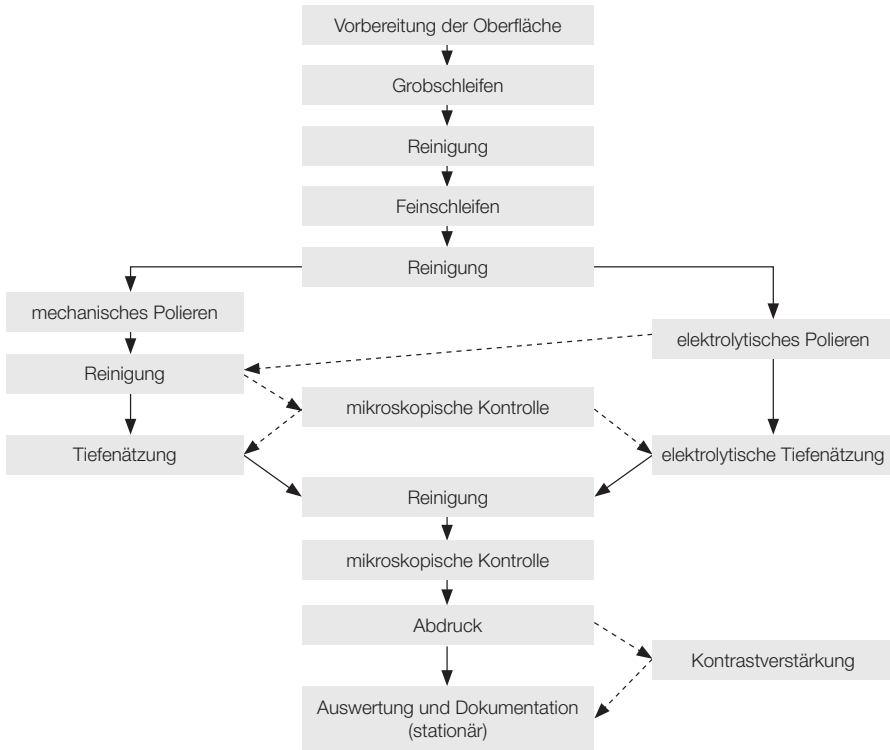 Vorbereitung der Oberfläche
Grobschleifen
Reinigung
Feinschleifen
Reinigung
mechanisches Polieren
elektrolytisches Polieren
Reinigung
mikroskopische Kontrolle
Tiefenätzung
elektrolytische Tiefenätzung
Reinigung
mikroskopische Kontrolle
Abdruck
Kontrastverstärkung
Auswertung und Dokumentation
(stationär)